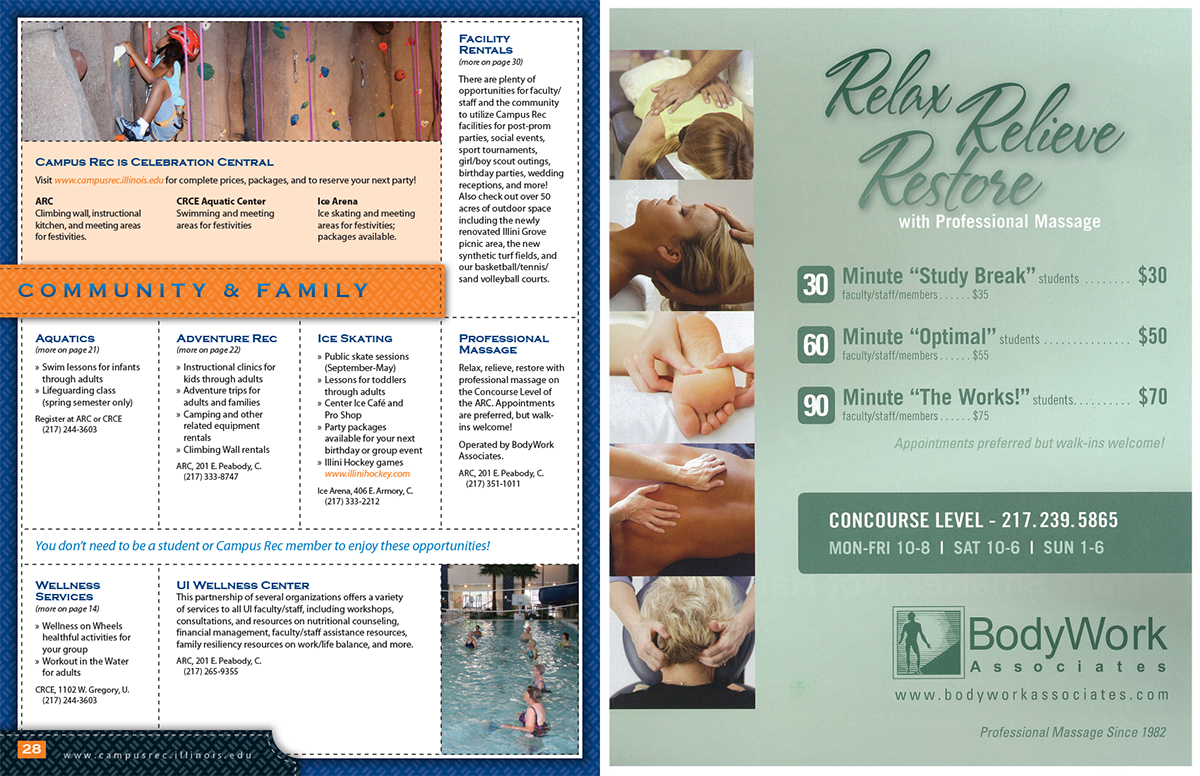 CAMPUS REC IS CELEBRATION CENTRAL
Visit www.campusrec.illinois.edu for complete prices, packages, and to reserve your next party!
ARC
Climbing wall, instructional
kitchen, and meeting areas
for festivities.
CRCE Aquatic Center
Swimming and meeting
areas for festivities
Ice Arena
Ice skating and meeting
areas for festivities;
packages available.
FACILITY
RENTALS
(more on page 30)
There are plenty of
opportunities for faculty/
staff and the community
to utilize Campus Rec
facilities for post-prom
parties, social events,
sport tournaments,
girl/boy scout outings,
birthday parties, wedding
receptions, and more!
Also check out over 50
acres of outdoor space
including the newly
renovated Illini Grove
picnic area, the new
synthetic turf fields, and
our basketball/tennis/
sand volleyball courts.
COMMUNITY & FAMILY
AQUATICS
(more on page 21)
» Swim lessons for infants
through adults
» Lifeguarding class
(spring semester only)
Register at ARC or CRCE
(217) 244-3603
ADVENTURE REC
(more on page 22)
» Instructional clinics for
kids through adults
» Adventure trips for
adults and families
» Camping and other
related equipment
rentals
» Climbing Wall rentals
ARC, 201 E. Peabody, C.
(217) 333-8747
ICE SKATING
» Public skate sessions
(September-May)
» Lessons for toddlers
through adults
» Center Ice Café and
Pro Shop
» Party packages
available for your next
birthday or group event
» Illini Hockey games
www.illinihockey.com
Ice Arena, 406 E. Armory, C.
(217) 333-2212
PROFESSIONAL
MASSAGE
Relax, relieve, restore with
professional massage on
the Concourse Level of
the ARC. Appointments
are preferred, but walk-
ins welcome!
Operated by BodyWork
Associates.
ARC, 201 E. Peabody, C.
(217) 351-1011
You don't need to be a student or Campus Rec member to enjoy these opportunities!
WELLNESS
SERVICES
(more on page 14)
» Wellness on Wheels
healthful activities for
your group
» Workout in the Water
for adults
CRCE, 1102 W. Gregory, U.
(217) 244-3603
UI WELLNESS CENTER
This partnership of several organizations offers a variety
of services to all UI faculty/staff, including workshops,
consultations, and resources on nutritional counseling,
financial management, faculty/staff assistance resources,
family resiliency resources on work/life balance, and more.
ARC, 201 E. Peabody, C.
(217) 265-9355
28 www.campusrec.illinois.edu
Relax
Relieve
Restore
with Professional Massage
30 Minute "Study Break" students ........ $30
faculty/staff/members ...... $35
60 Minute "Optimal" students ............... $50
faculty/staff/members ...... $55
90 Minute "The Works!" students.......... $70
faculty/staff/members ...... $75
Appointments preferred but walk-ins welcome!
CONCOURSE LEVEL - 217.239.5865
MON-FRI 10-8 | SAT 10-6 | SUN 1-6
BodyWork
Associates
www.bodyworkassociates.com
Professional Massage Since 1982